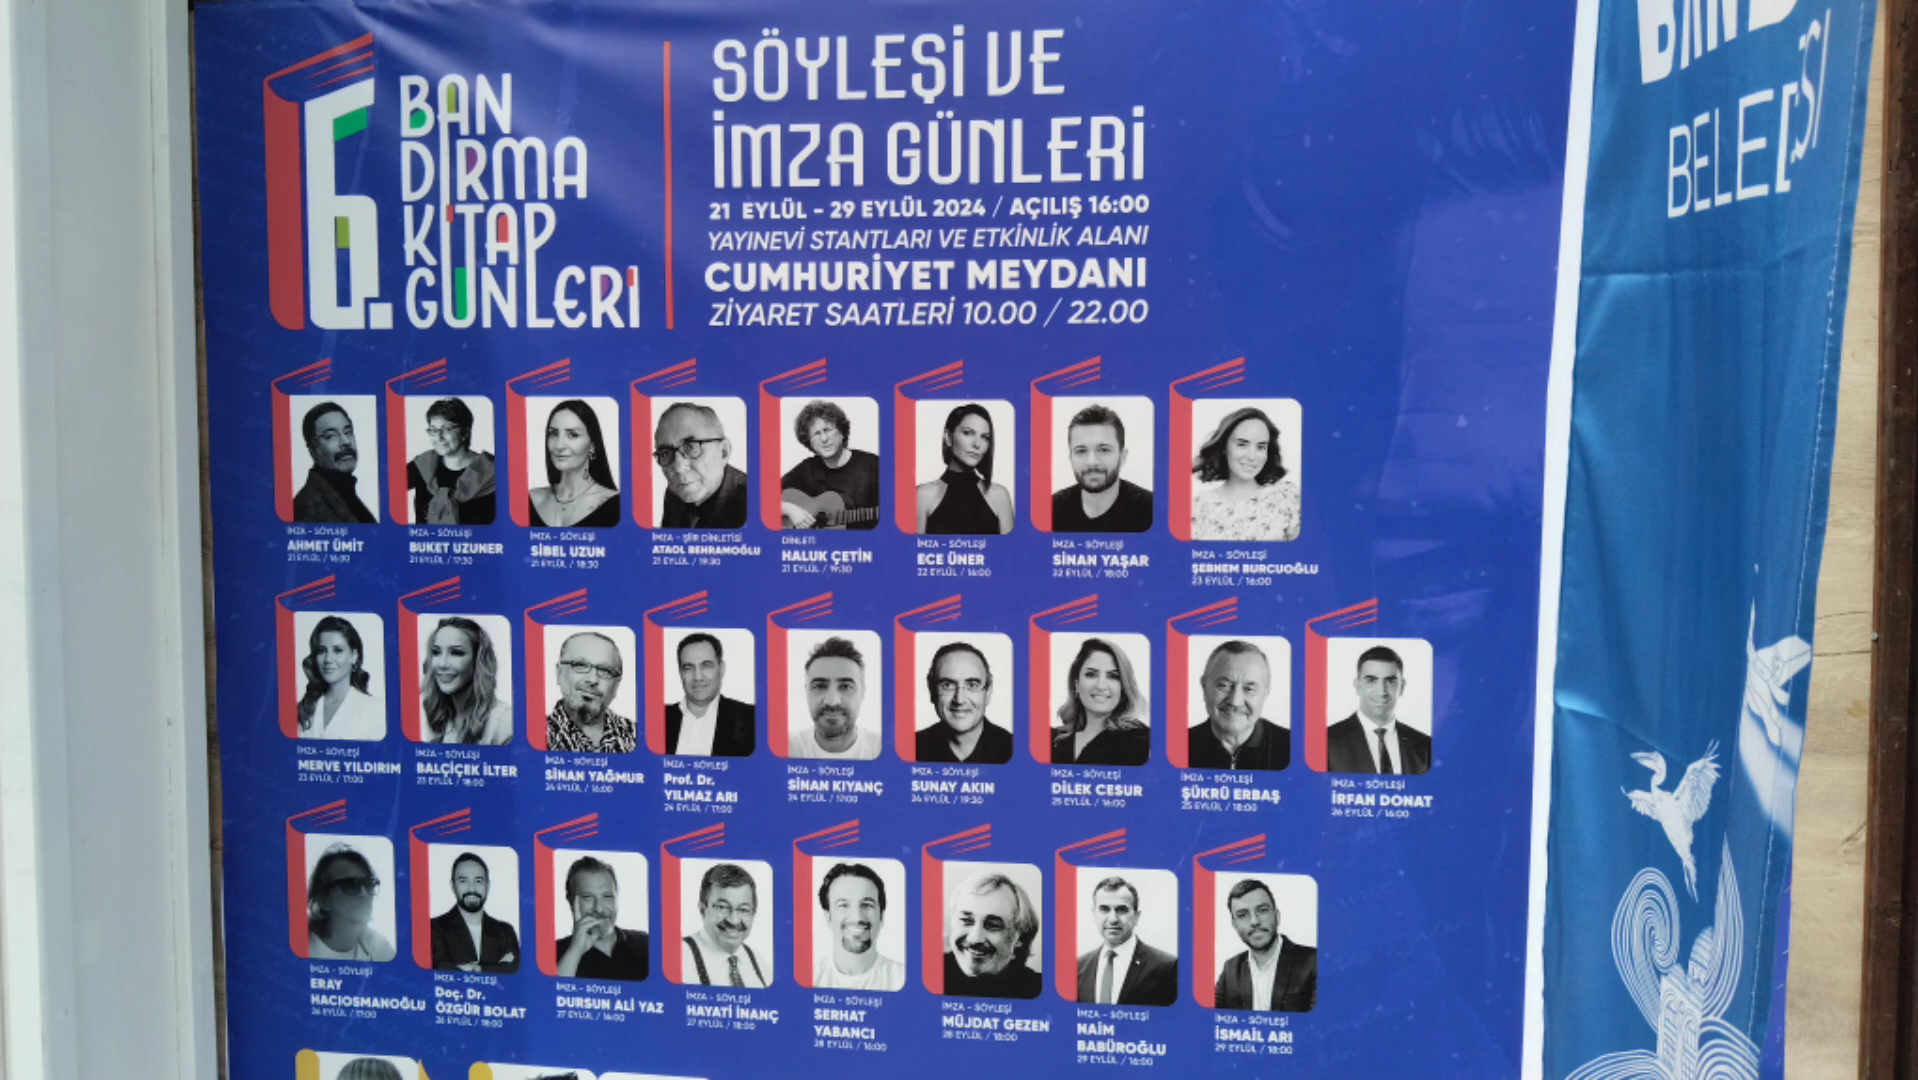 6.
BAN
DIRMA
KİTAP
GÜNLERİ
SÖYLEŞİ VE
İMZA GÜNLERİ
21 EYLÜL - 29 EYLÜL 2024 / AÇILIŞ 16:00
YAYINEVİ STANTLARI VE ETKİNLİK ALANI
CUMHURİYET MEYDANI
ZİYARET SAATLERİ 10.00 / 22.00
İMZA - SÖYLEŞİ
AHMET ÜMİT
21 EYLÜL / 16:30
İMZA - SÖYLEŞİ
BUKET UZUNER
21 EYLÜL / 17:30
İMZA - SÖYLEŞİ
SİBEL UZUN
21 EYLÜL / 18:30
İMZA - ŞİİR DİNLETİSİ
ATAOL BEHRAMOĞLU
21 EYLÜL / 19:30
DİNLETİ
HALUK ÇETİN
21 EYLÜL / 19:30
İMZA - SÖYLEŞİ
ECE ÜNER
22 EYLÜL / 16:00
İMZA - SÖYLEŞİ
SİNAN YAŞAR
22 EYLÜL / 18:00
İMZA - SÖYLEŞİ
ŞEBNEM BURCUOĞLU
23 EYLÜL / 16:00
İMZA - SÖYLEŞİ
MERVE YILDIRIM
23 EYLÜL / 17:00
İMZA - SÖYLEŞİ
BALÇİÇEK İLTER
23 EYLÜL / 18:00
İMZA - SÖYLEŞİ
SİNAN YAĞMUR
24 EYLÜL / 16:00
İMZA - SÖYLEŞİ
Prof. Dr.
YILMAZ ARI
24 EYLÜL / 17:00
İMZA - SÖYLEŞİ
SİNAN KIYANÇ
24 EYLÜL / 17:00
İMZA - SÖYLEŞİ
SUNAY AKIN
24 EYLÜL / 19:30
İMZA - SÖYLEŞİ
DİLEK CESUR
25 EYLÜL / 16:00
İMZA - SÖYLEŞİ
ŞÜKRÜ ERBAŞ
25 EYLÜL / 18:00
İMZA - SÖYLEŞİ
İRFAN DONAT
26 EYLÜL / 16:00
İMZA - SÖYLEŞİ
ERAY
HACIOSMANOĞLU
26 EYLÜL / 17:00
İMZA - SÖYLEŞİ
Doç. Dr.
ÖZGÜR BOLAT
26 EYLÜL / 18:00
İMZA - SÖYLEŞİ
DURSUN ALİ YAZ
27 EYLÜL / 16:00
İMZA - SÖYLEŞİ
HAYATİ İNANÇ
27 EYLÜL / 18:00
İMZA - SÖYLEŞİ
SERHAT
YABANCI
28 EYLÜL / 16:00
İMZA - SÖYLEŞİ
MÜJDAT GEZEN
28 EYLÜL / 18:00
İMZA - SÖYLEŞİ
NAİM
BABÜROĞLU
29 EYLÜL / 16:00
İMZA - SÖYLEŞİ
İSMAİL ARI
29 EYLÜL / 18:00